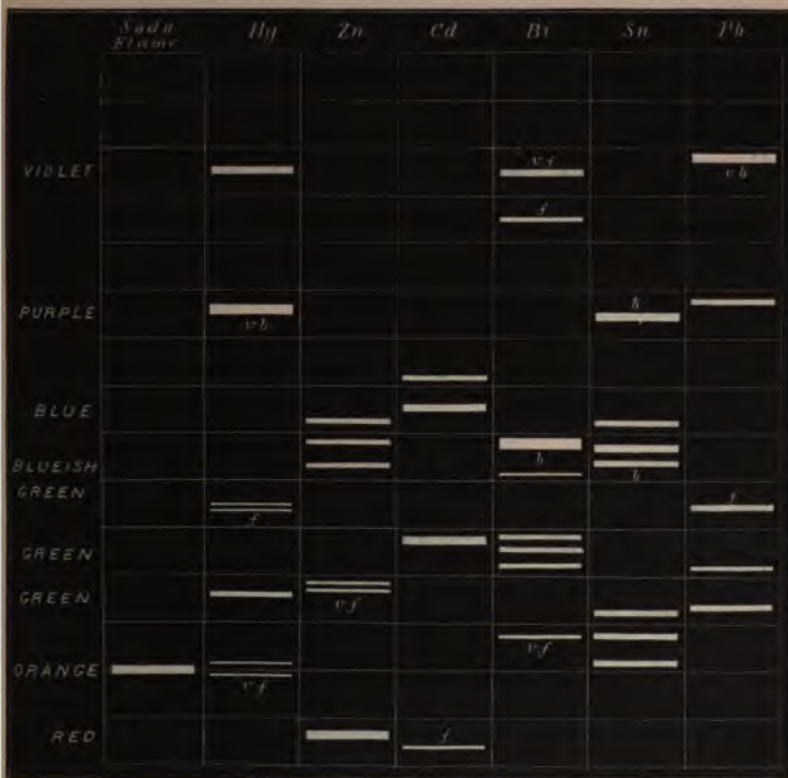 Soda Flame Hg Zn Cd Bi Sn Pb
VIOLET
v.f
v b
f
PURPLE
v b
b
BLUE
BLUEISH GREEN
b
b
f
f
GREEN
GREEN
v.f
v.f
ORANGE
v.f
RED
f